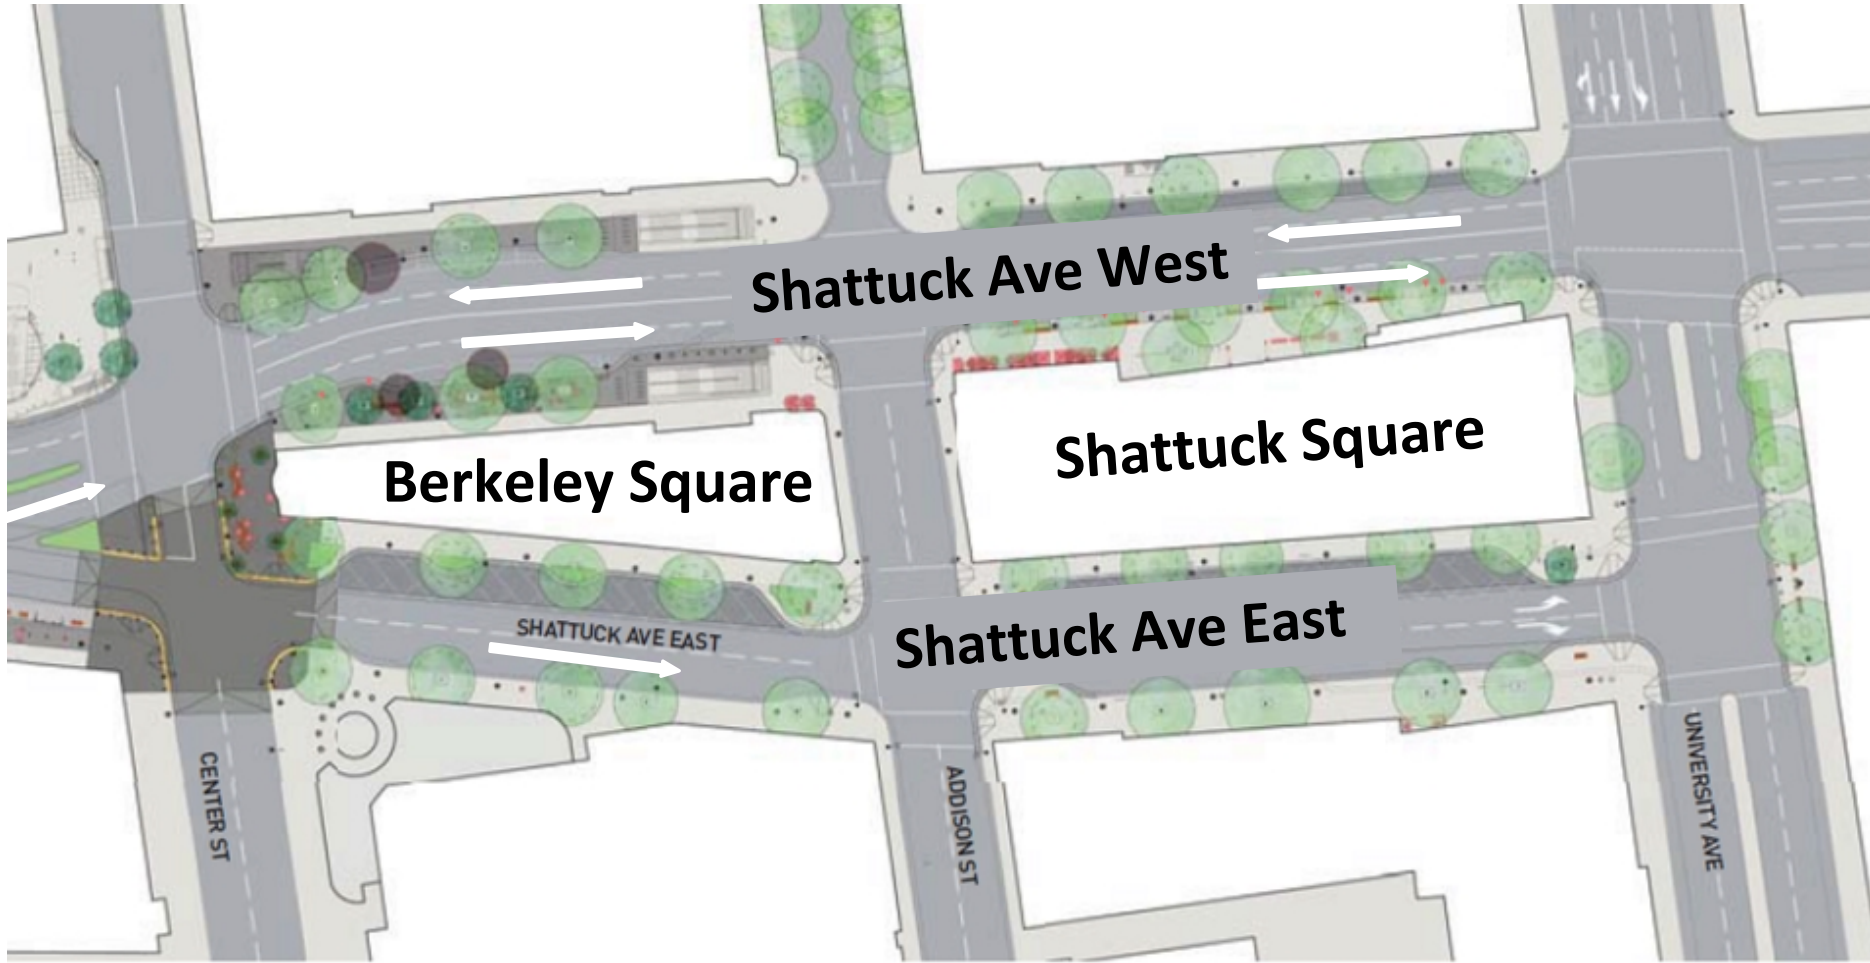 Shattuck Ave West
Shattuck Square
Berkeley Square
Shattuck Ave East
SHATTUCK AVE EAST
CENTER ST
ADDISON ST
UNIVERSITY AVE